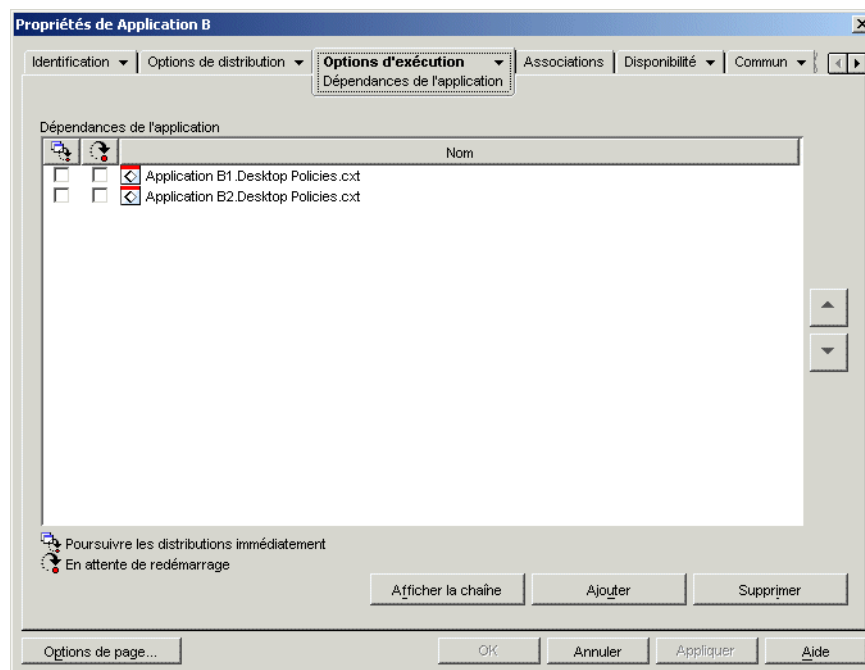 Propriétés de Application B
Identification
Options de distribution
Options d'exécution
Associations
Disponibilité
Commun
Dépendances de l'application
Dépendances de l'application
Nom
Application B1.Desktop Policies.cxt
Application B2.Desktop Policies.cxt
Poursuivre les distributions immédiatement
En attente de redémarrage
Afficher la chaîne
Ajouter
Supprimer
Options de page...
OK
Annuler
Appliquer
Aide